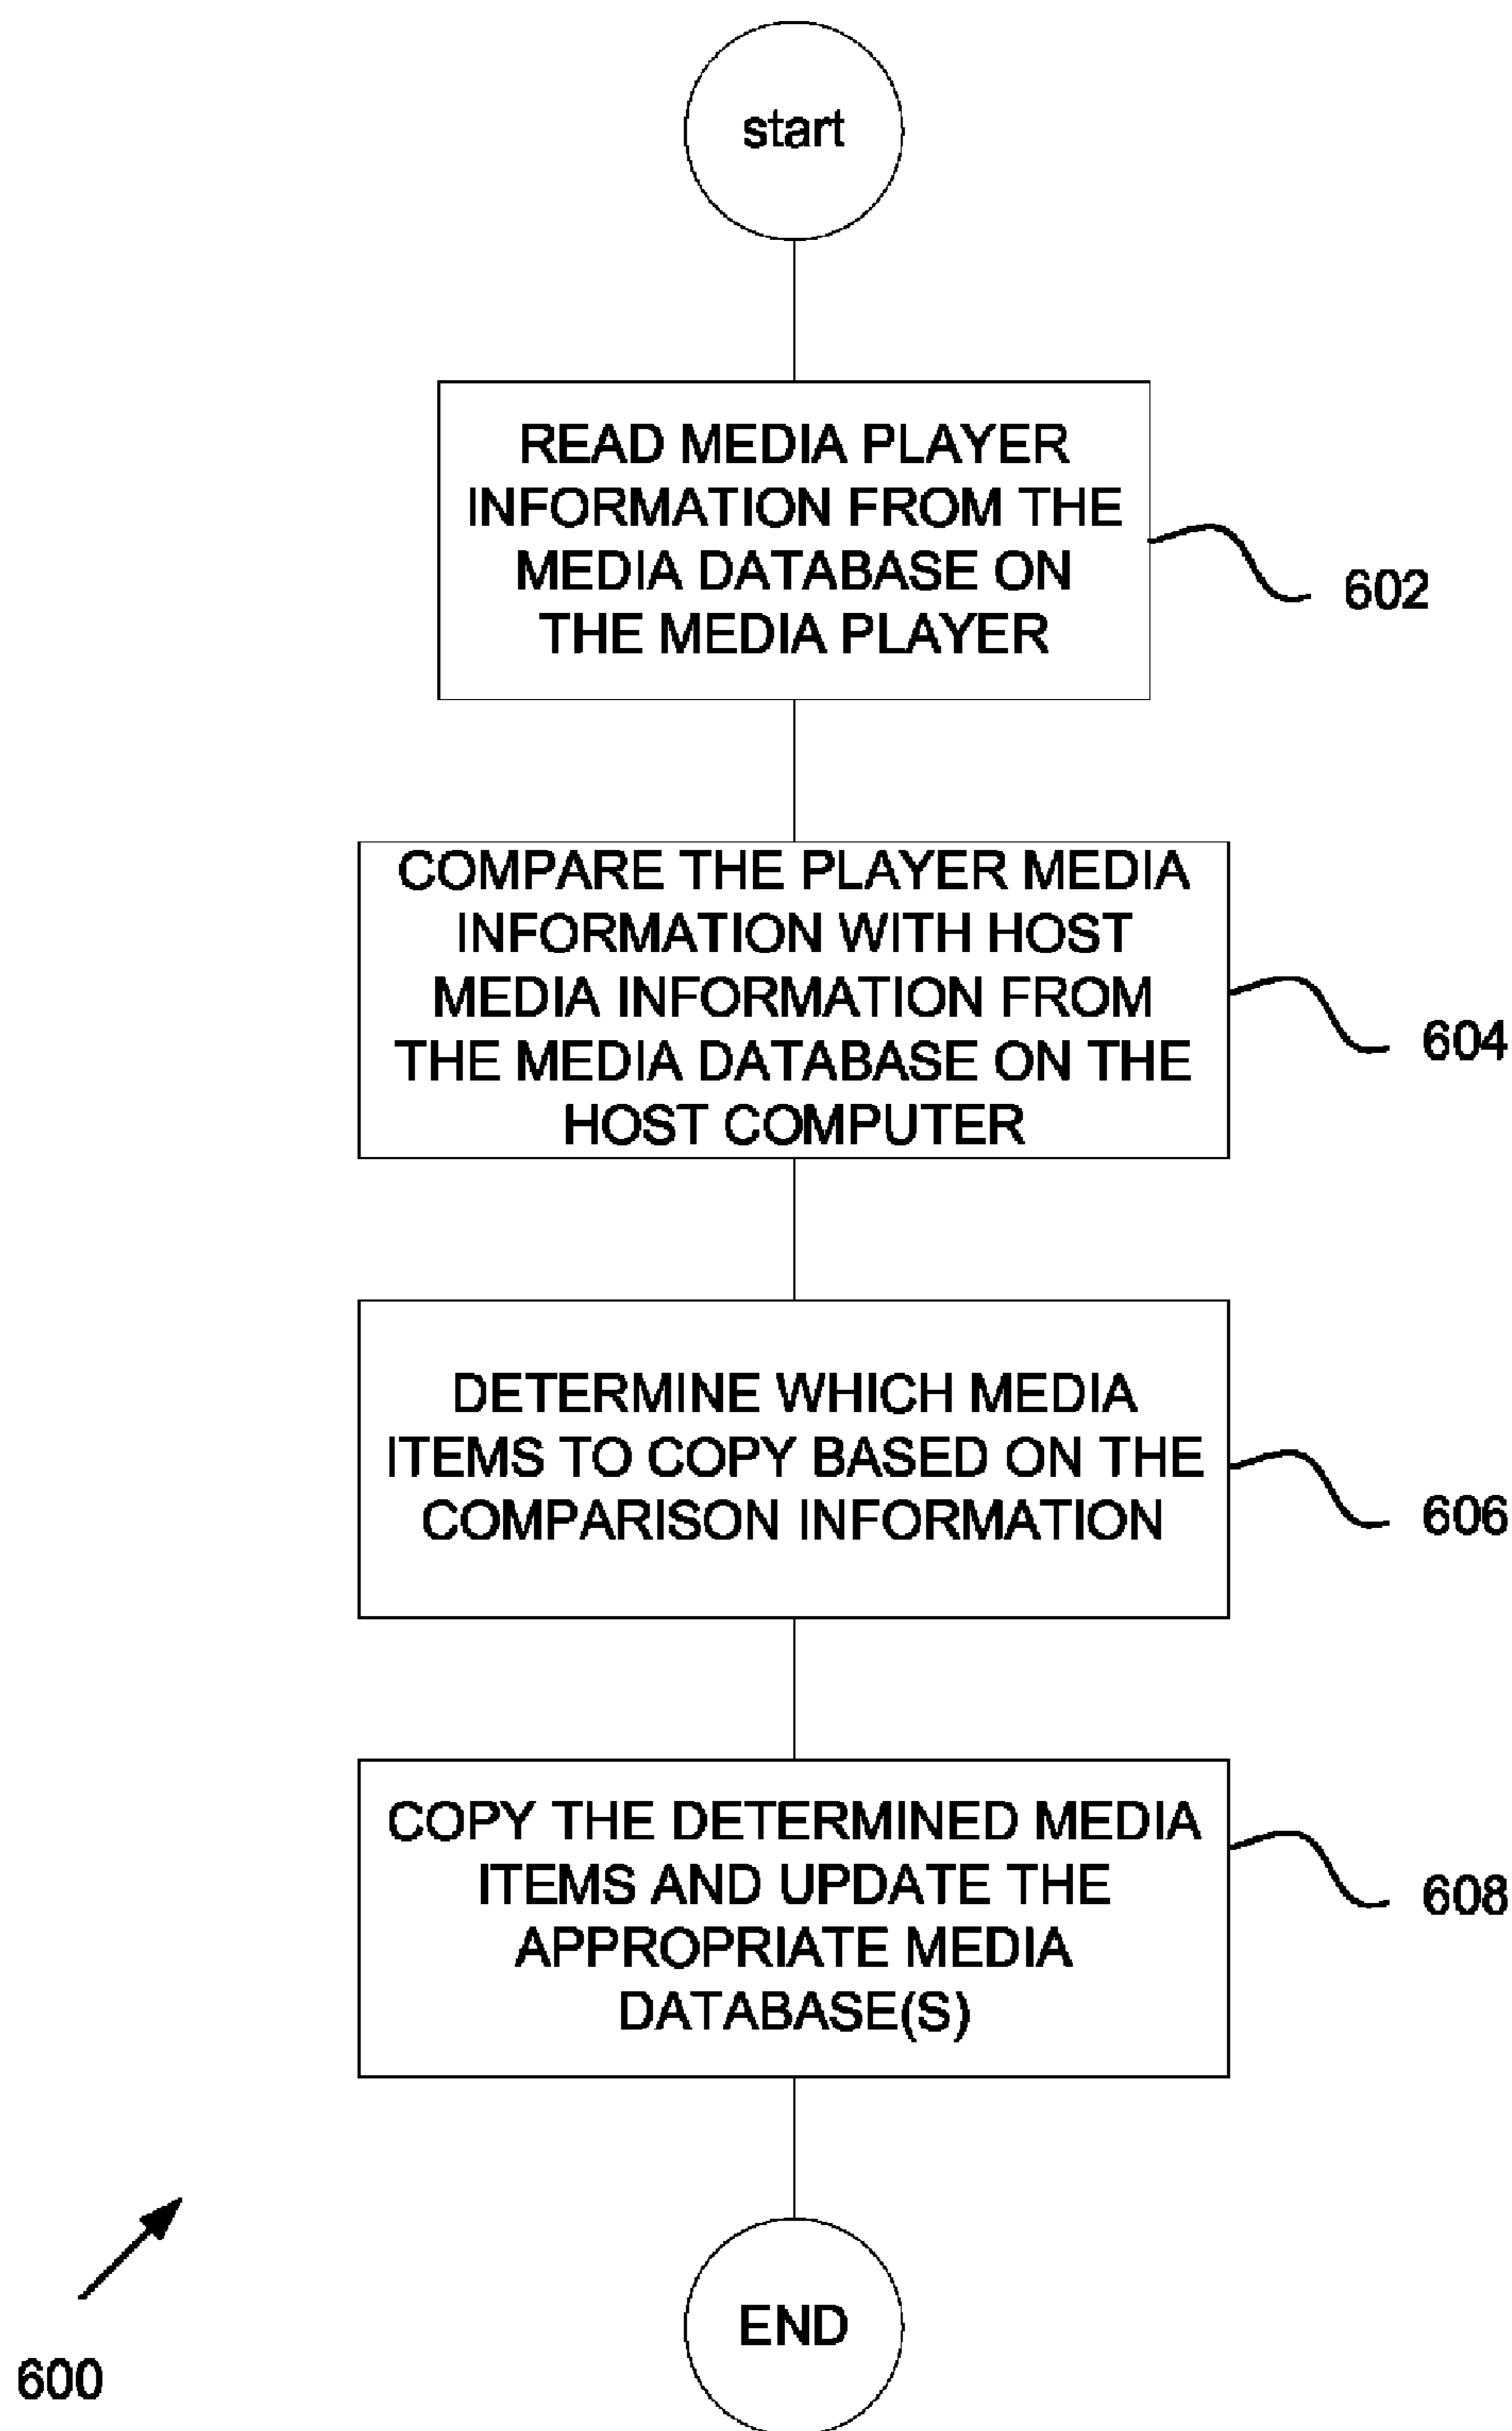 start
READ MEDIA PLAYER
INFORMATION FROM THE
MEDIA DATABASE ON
THE MEDIA PLAYER
602
COMPARE THE PLAYER MEDIA
INFORMATION WITH HOST
MEDIA INFORMATION FROM
THE MEDIA DATABASE ON THE
HOST COMPUTER
604
DETERMINE WHICH MEDIA
ITEMS TO COPY BASED ON THE
COMPARISON INFORMATION
606
COPY THE DETERMINED MEDIA
ITEMS AND UPDATE THE
APPROPRIATE MEDIA
DATABASE(S)
608
END
600